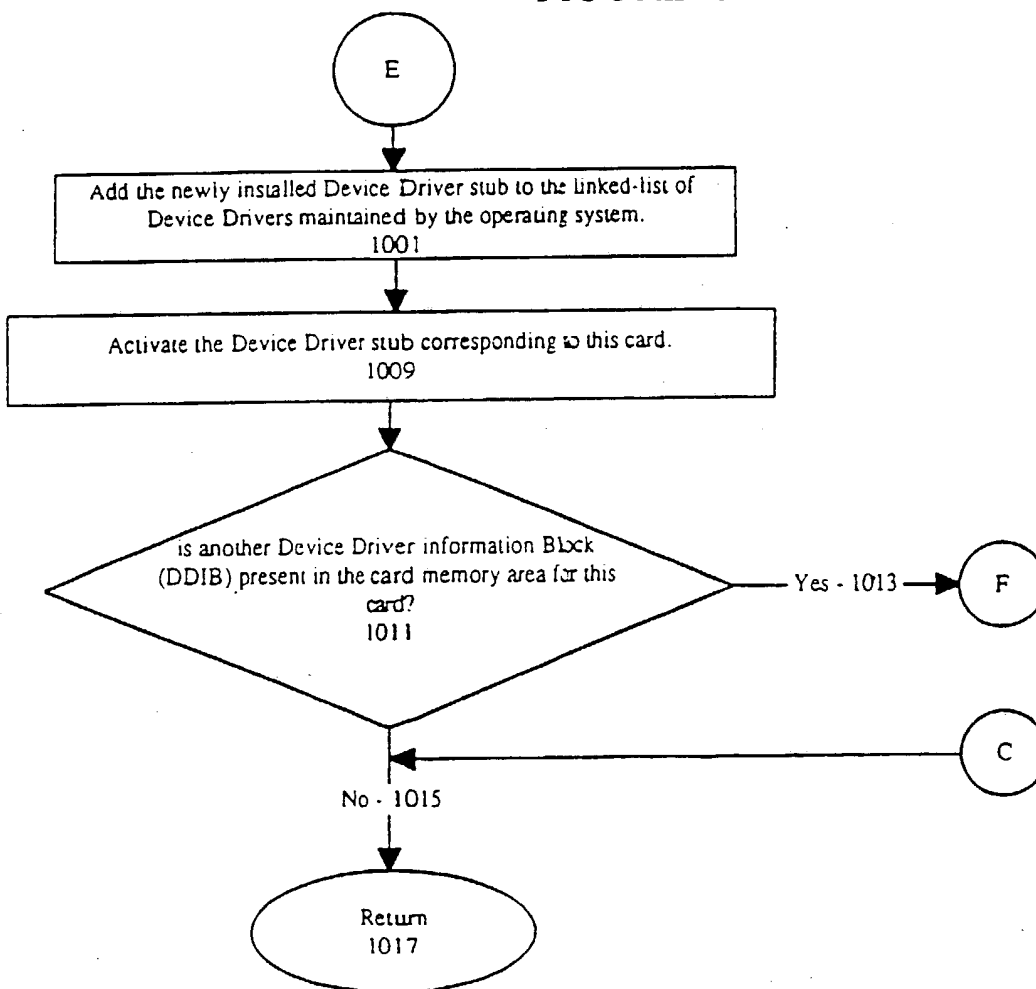 E
Add the newly installed Device Driver stub to the linked-list of
Device Drivers maintained by the operating system.
1001
Activate the Device Driver stub corresponding to this card.
1009
is another Device Driver information Block
(DDIB) present in the card memory area for this
card?
1011
Yes - 1013
F
C
No - 1015
Return
1017